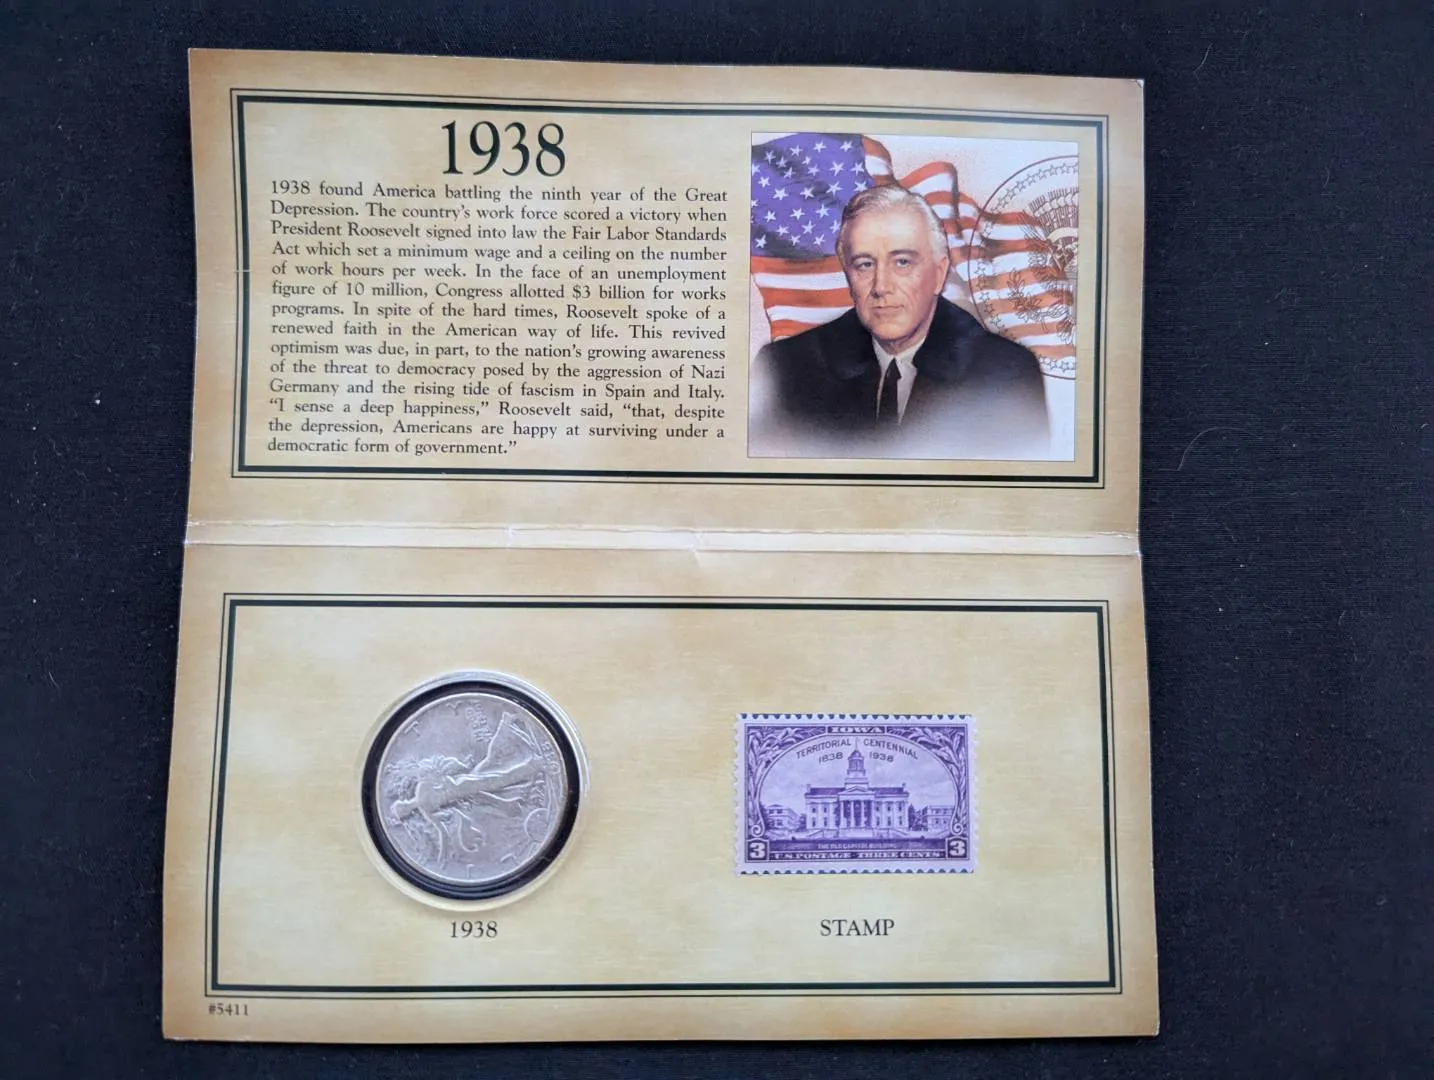 1938
1938 found America battling the ninth year of the Great
Depression. The country's work force scored a victory when
President Roosevelt signed into law the Fair Labor Standards
Act which set a minimum wage and a ceiling on the number
of work hours per week. In the face of an unemployment
figure of 10 million, Congress allotted $3 billion for works
programs. In spite of the hard times, Roosevelt spoke of a
renewed faith in the American way of life. This revived
optimism was due, in part, to the nation's growing awareness
of the threat to democracy posed by the aggression of Nazi
Germany and the rising tide of fascism in Spain and Italy.
“I sense a deep happiness,” Roosevelt said, “that, despite
the depression, Americans are happy at surviving under a
democratic form of government.”
IOWA
TERRITORIAL CENTENNIAL
1838 1938
THE OLD CAPITOL BUILDING
3 U.S. POSTAGE · THREE CENTS 3
1938
STAMP
#5411